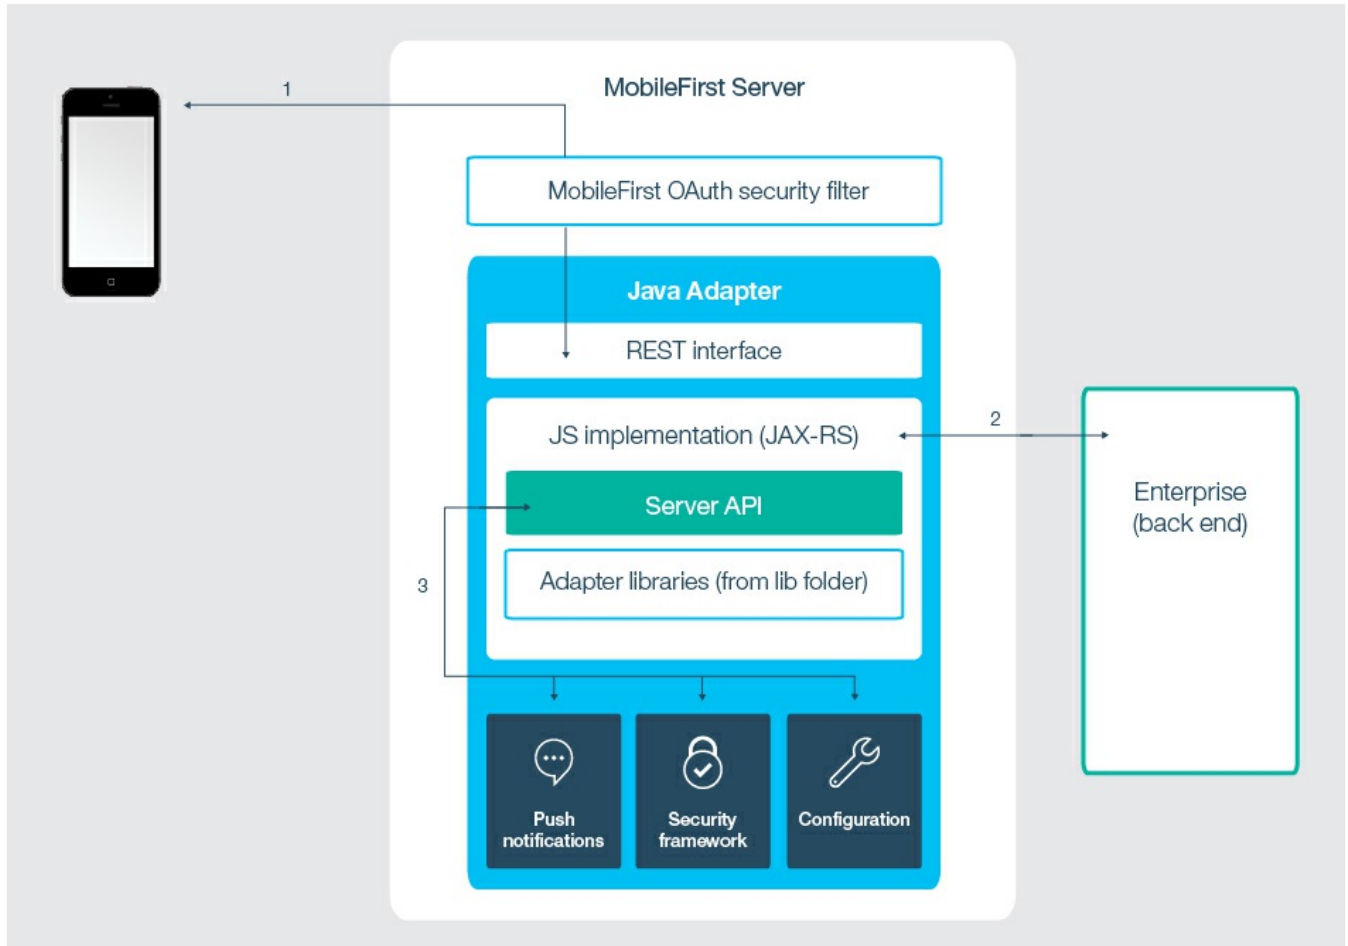 MobileFirst Server
1
MobileFirst OAuth security filter
Java Adapter
REST interface
JS implementation (JAX-RS)
2
Server API
Enterprise
(back end)
3
Adapter libraries (from lib folder)
Push
notifications
Security
framework
Configuration